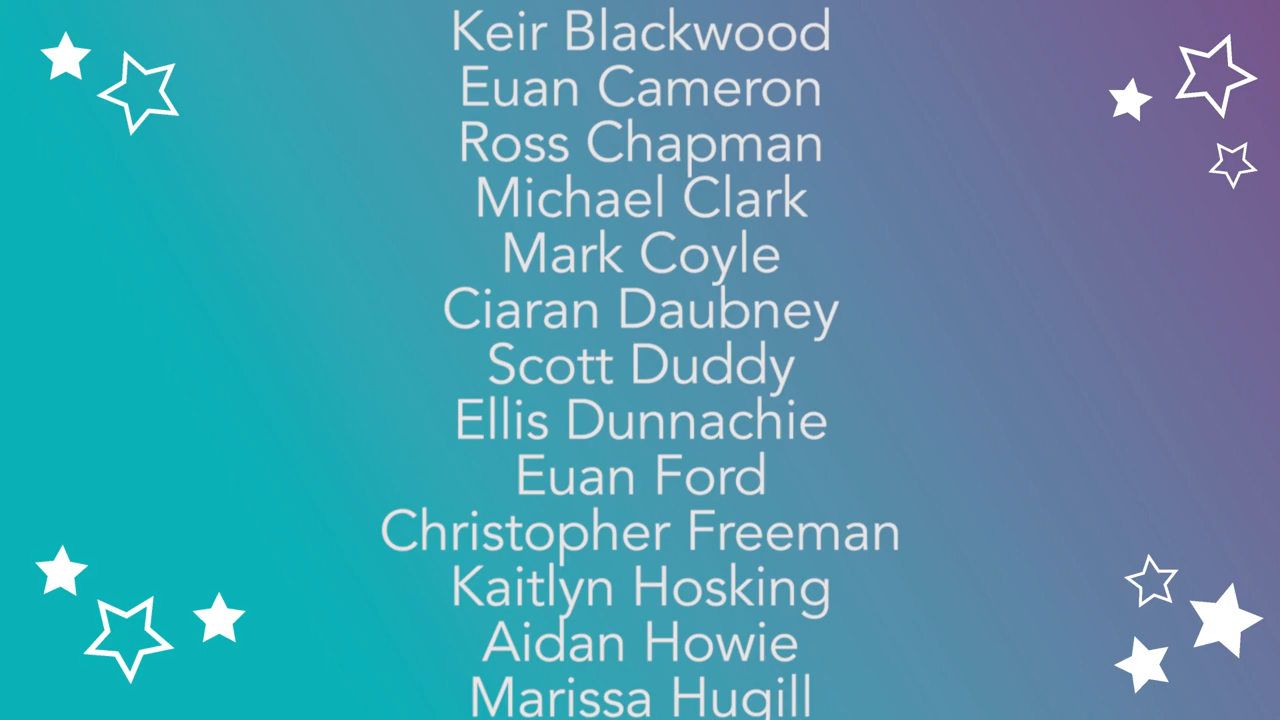 Keir Blackwood
Euan Cameron
Ross Chapman
Michael Clark
Mark Coyle
Ciaran Daubney
Scott Duddy
Ellis Dunnachie
Euan Ford
Christopher Freeman
Kaitlyn Hosking
Aidan Howie
Marissa Hugill